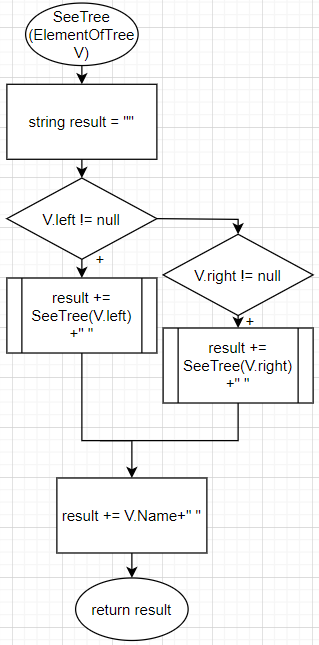 SeeTree
(ElementOfTree
V)
string result = ""
V.left != null
+
result +=
SeeTree(V.left)
+" "
V.right != null
+
result +=
SeeTree(V.right)
+" "
result += V.Name+" "
return result